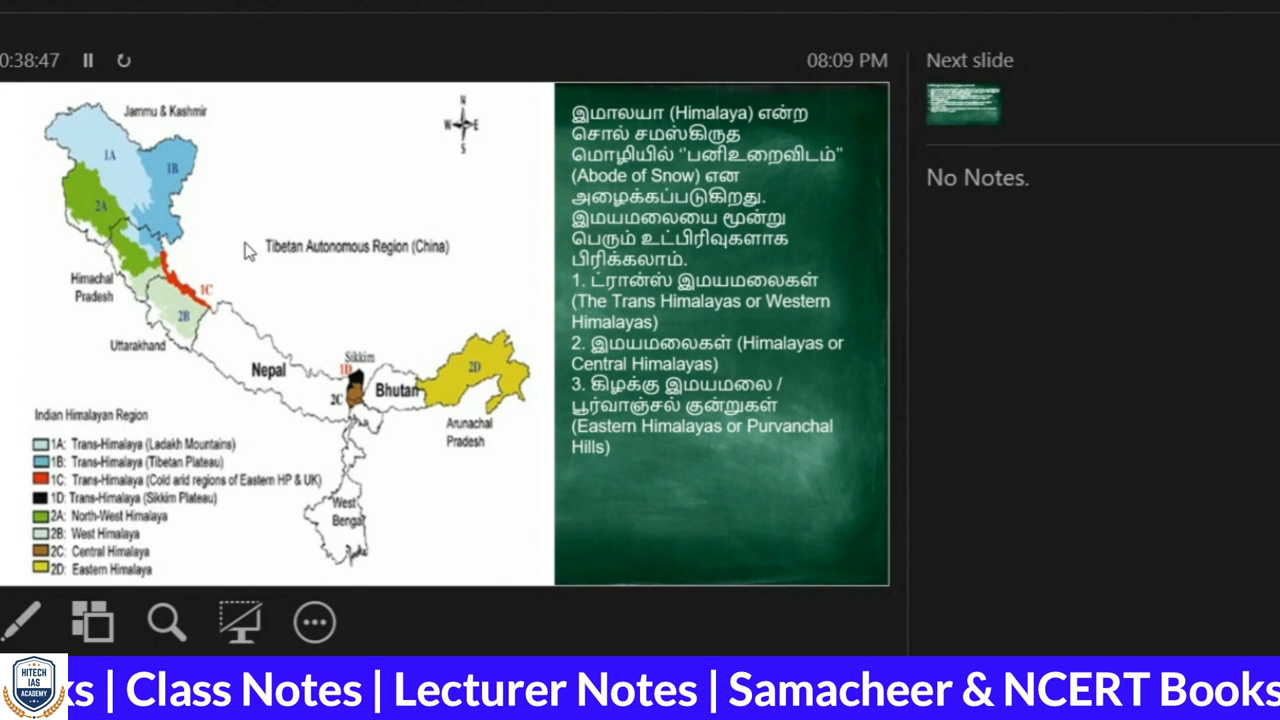 0:38:47
08:09 PM
Next slide
No Notes.
Jammu & Kashmir
N
W E
S
1A
1B
2A
Tibetan Autonomous Region (China)
Himachal
Pradesh
1C
2B
Uttarakhand
Nepal
Sikkim
1D
2C
Bhutan
2D
Arunachal
Pradesh
West
Bengal
Indian Himalayan Region
1A: Trans-Himalaya (Ladakh Mountains)
1B: Trans-Himalaya (Tibetan Plateau)
1C: Trans-Himalaya (Cold arid regions of Eastern HP & UK)
1D: Trans-Himalaya (Sikkim Plateau)
2A: North-West Himalaya
2B: West Himalaya
2C: Central Himalaya
2D: Eastern Himalaya
இமாலயா (Himalaya) என்ற
சொல் சமஸ்கிருத
மொழியில் ‘'பனிஉறைவிடம்"
(Abode of Snow) என
அழைக்கப்படுகிறது.
இமயமலையை மூன்று
பெரும் உட்பிரிவுகளாக
பிரிக்கலாம்.
1. ட்ரான்ஸ் இமயமலைகள்
(The Trans Himalayas or Western
Himalayas)
2. இமயமலைகள் (Himalayas or
Central Himalayas)
3. கிழக்கு இமயமலை /
பூர்வாஞ்சல் குன்றுகள்
(Eastern Himalayas or Purvanchal
Hills)
HITECH
IAS
ACADEMY
ks | Class Notes | Lecturer Notes | Samacheer & NCERT Books